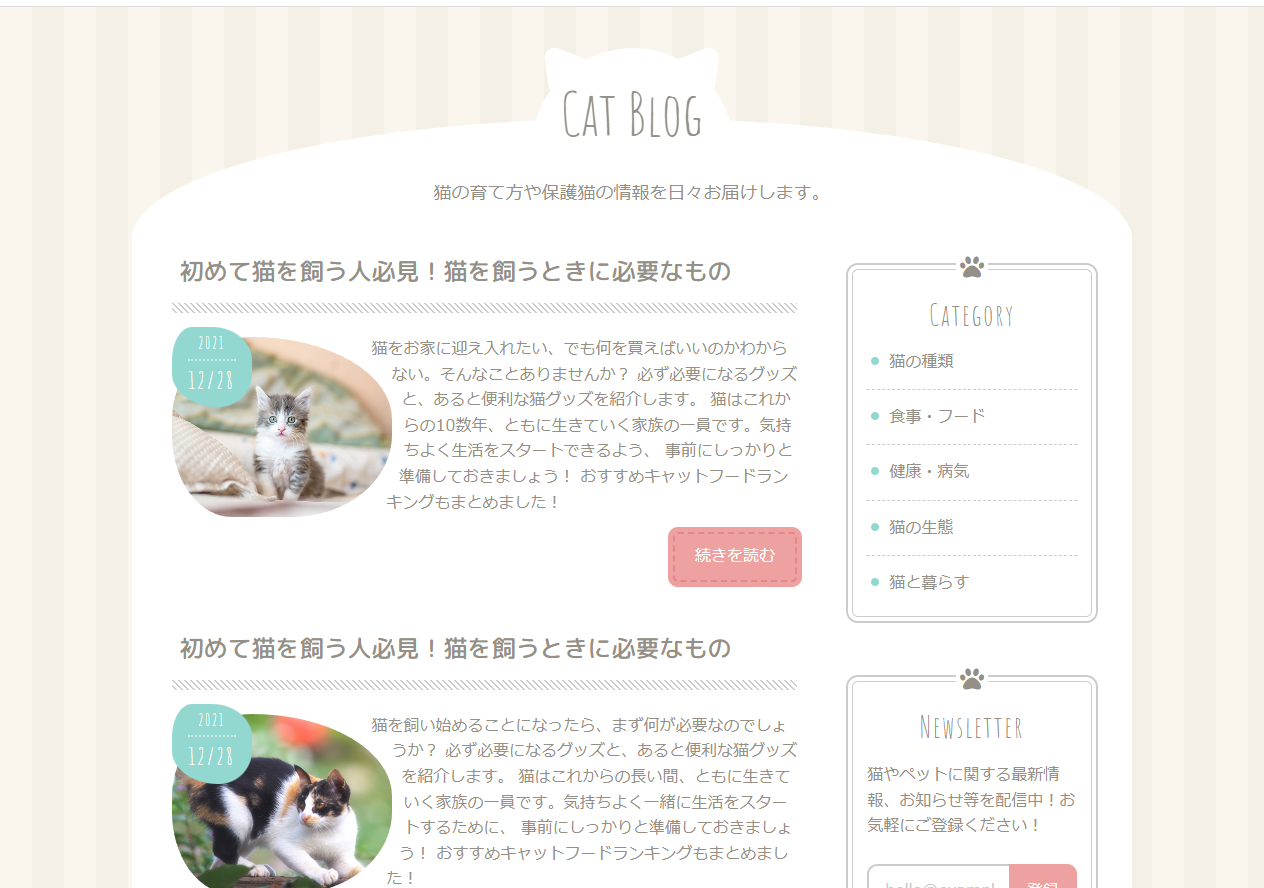 Cat Blog
猫の育て方や保護猫の情報を日々お届けします。
初めて猫を飼う人必見！猫を飼うときに必要なもの
2021
12/28
猫をお家に迎え入れたい、でも何を買えばいいのかわから
ない。そんなことありませんか？ 必ず必要になるグッズ
と、あると便利な猫グッズを紹介します。 猫はこれか
らの10数年、ともに生きていく家族の一員です。気持
ちよく生活をスタートできるよう、 事前にしっかりと
準備しておきましょう！ おすすめキャットフードラン
キングもまとめました！
続きを読む
初めて猫を飼う人必見！猫を飼うときに必要なもの
2021
12/28
猫を飼い始めることになったら、まず何が必要なのでしょ
うか？ 必ず必要になるグッズと、あると便利な猫グッズ
を紹介します。 猫はこれからの長い間、ともに生きて
いく家族の一員です。気持ちよく一緒に生活をスター
トするために、 事前にしっかりと準備しておきましょ
う！ おすすめキャットフードランキングもまとめまし
た！
Category
猫の種類
食事・フード
健康・病気
猫の生態
猫と暮らす
Newsletter
猫やペットに関する最新情
報、お知らせ等を配信中！お
気軽にご登録ください！
登録